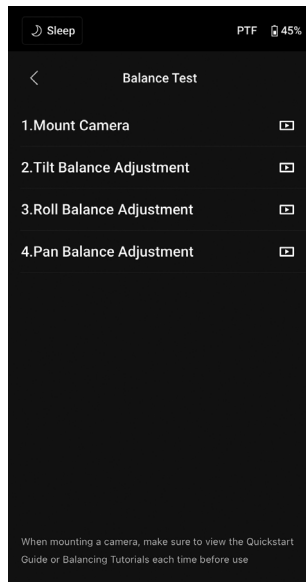 Sleep PTF 45%
Balance Test
1.Mount Camera
2.Tilt Balance Adjustment
3.Roll Balance Adjustment
4.Pan Balance Adjustment
When mounting a camera, make sure to view the Quickstart
Guide or Balancing Tutorials each time before use